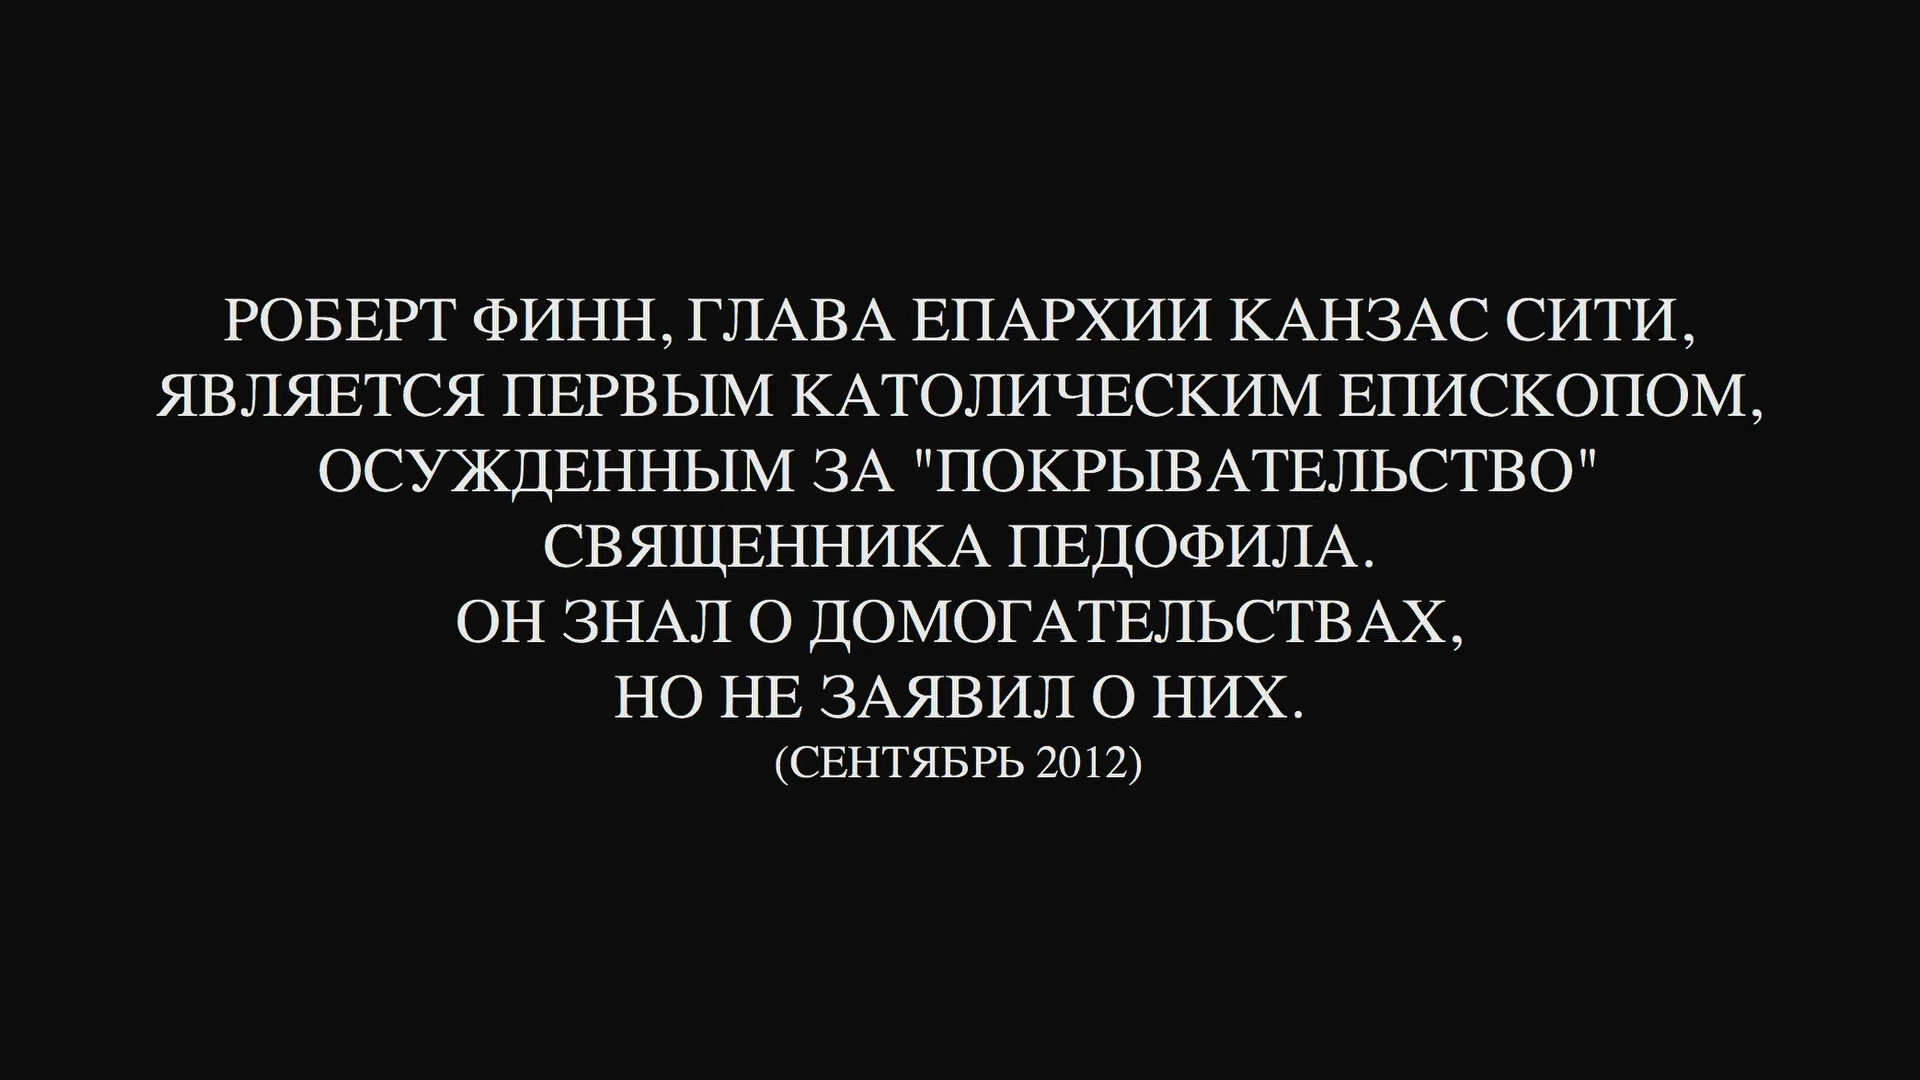 РОБЕРТ ФИНН, ГЛАВА ЕПАРХИИ КАНЗАС СИТИ,
ЯВЛЯЕТСЯ ПЕРВЫМ КАТОЛИЧЕСКИМ ЕПИСКОПОМ,
ОСУЖДЕННЫМ ЗА "ПОКРЫВАТЕЛЬСТВО"
СВЯЩЕННИКА ПЕДОФИЛА.
ОН ЗНАЛ О ДОМОГАТЕЛЬСТВАХ,
НО НЕ ЗАЯВИЛ О НИХ.
(СЕНТЯБРЬ 2012)